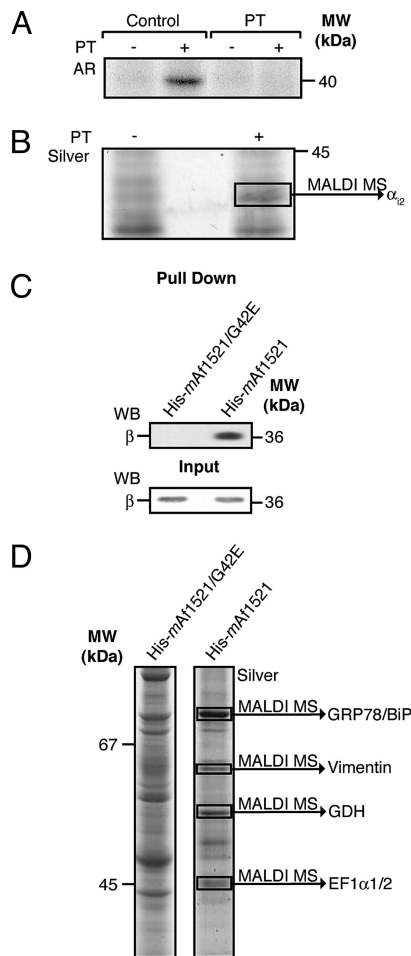 A
Control PT MW (kDa)
PT - + - +
AR
40
B
PT - +
Silver
45
MALDI MS
αi2
C
Pull Down
His-mAf1521/G42E
His-mAf1521
MW (kDa)
WB
β 36
Input
WB
β 36
D
His-mAf1521/G42E
His-mAf1521
MW (kDa)
Silver
MALDI MS GRP78/BiP
67
MALDI MS Vimentin
MALDI MS GDH
45
MALDI MS EF1α1/2